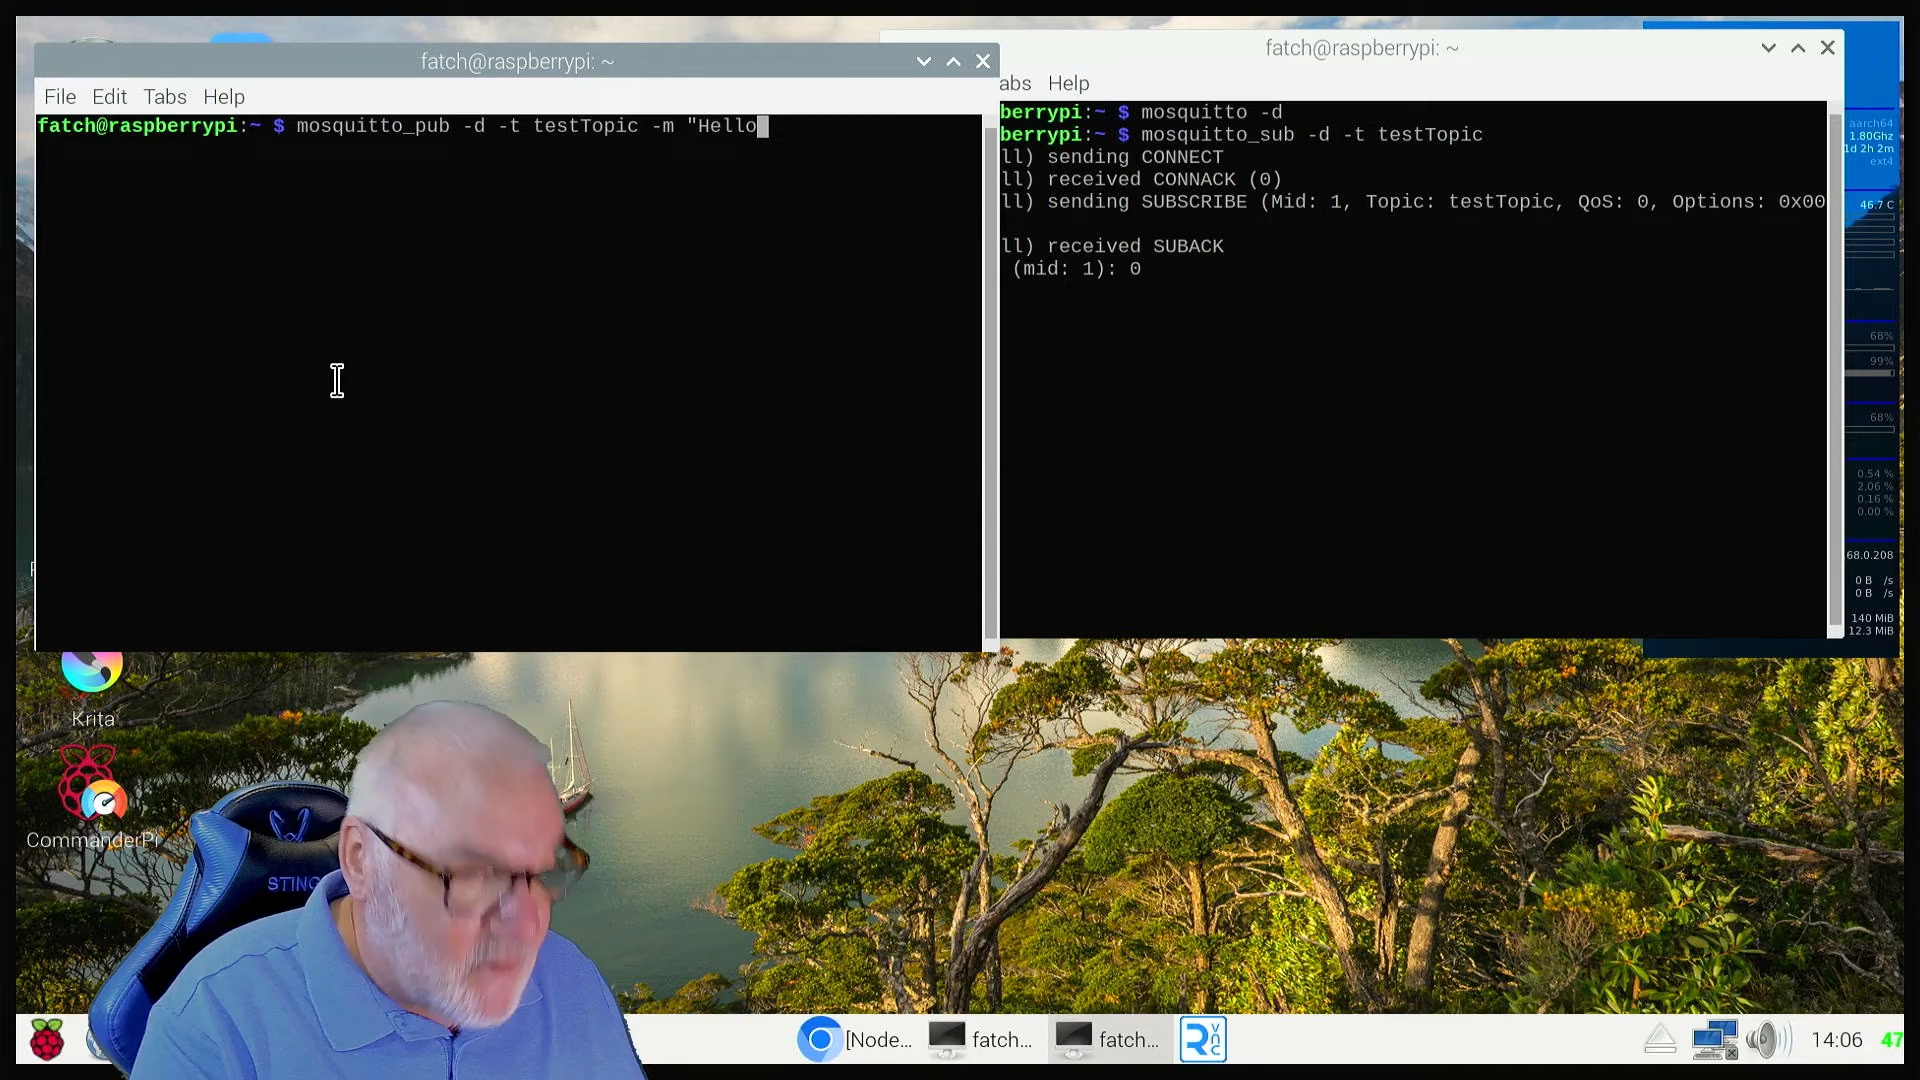 fatch@raspberrypi: ~
File Edit Tabs Help
fatch@raspberrypi:~ $ mosquitto_pub -d -t testTopic -m "Hello
fatch@raspberrypi: ~
abs Help
berrypi:~ $ mosquitto -d
berrypi:~ $ mosquitto_sub -d -t testTopic
ll) sending CONNECT
ll) received CONNACK (0)
ll) sending SUBSCRIBE (Mid: 1, Topic: testTopic, QoS: 0, Options: 0x00
ll) received SUBACK
(mid: 1): 0
aarch64
1.80Ghz
1d 2h 2m
ext4
46.7 C
68%
99%
68%
0.54 %
2.06 %
0.16 %
0.00 %
68.0.208
0 B /s
0 B /s
140 MiB
12.3 MiB
Krita
CommanderPi
STING
[Node...
fatch...
fatch...
VNC
14:06
47